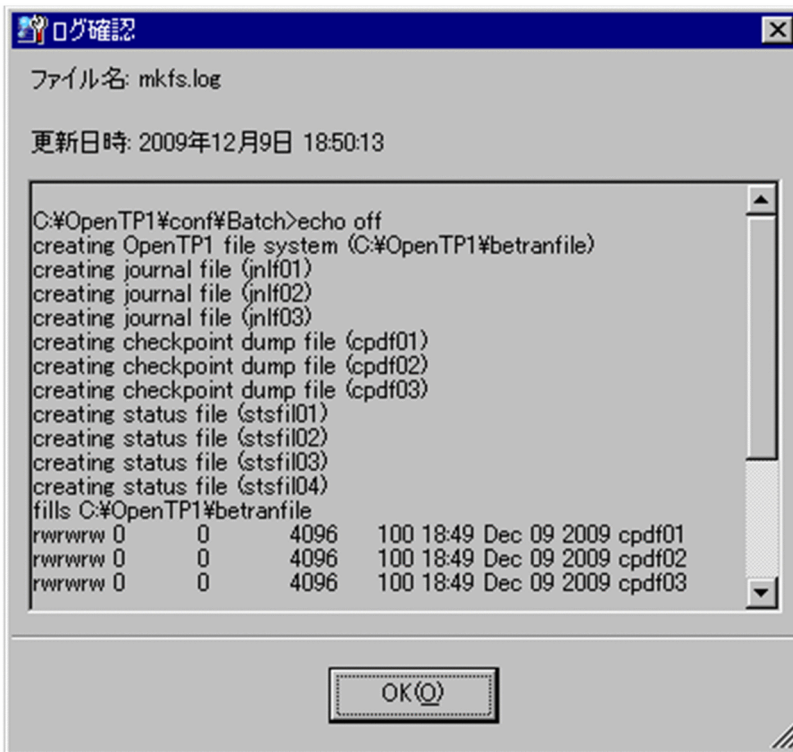 ログ確認
ファイル名: mkfs.log
更新日時: 2009年12月9日 18:50:13
C:¥OpenTP1¥conf¥Batch>echo off
creating OpenTP1 file system (C:¥OpenTP1¥betranfile)
creating journal file (jnlf01)
creating journal file (jnlf02)
creating journal file (jnlf03)
creating checkpoint dump file (cpdf01)
creating checkpoint dump file (cpdf02)
creating checkpoint dump file (cpdf03)
creating status file (stsfil01)
creating status file (stsfil02)
creating status file (stsfil03)
creating status file (stsfil04)
fills C:¥OpenTP1¥betranfile
rwrwrw 0 0 4096 100 18:49 Dec 09 2009 cpdf01
rwrwrw 0 0 4096 100 18:49 Dec 09 2009 cpdf02
rwrwrw 0 0 4096 100 18:49 Dec 09 2009 cpdf03
OK(O)